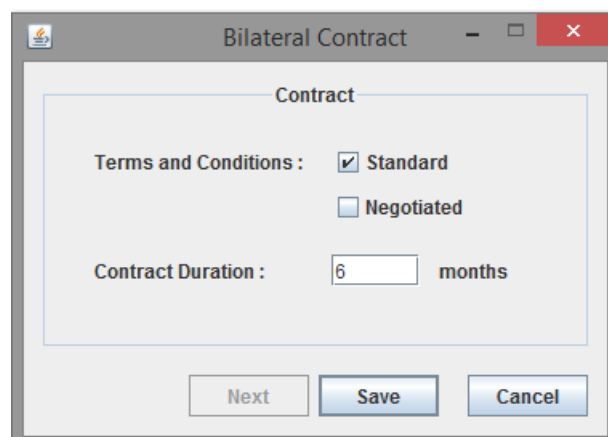 Bilateral Contract
Contract
Terms and Conditions : Standard
Negotiated
Contract Duration : 6 months
Next Save Cancel